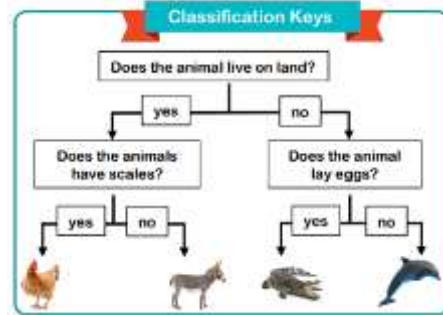 Classification Keys
Does the animal live on land?
yes
no
Does the animals
have scales?
Does the animal
lay eggs?
yes
no
yes
no